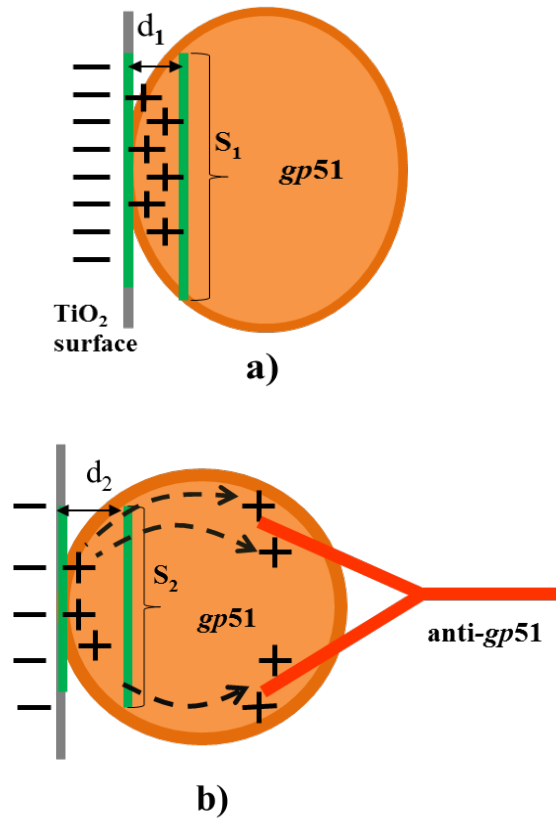 d₁
S₁
gp51
TiO₂
surface
a)
d₂
S₂
gp51
anti-gp51
b)